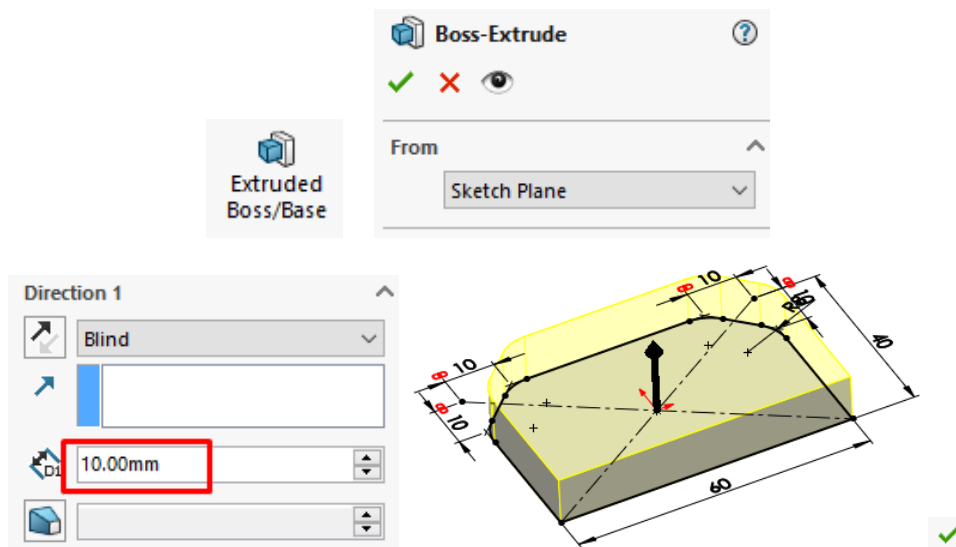 Boss-Extrude
From
Sketch Plane
Extruded
Boss/Base
Direction 1
Blind
D1
10.00mm
10
10
40
10
10
60